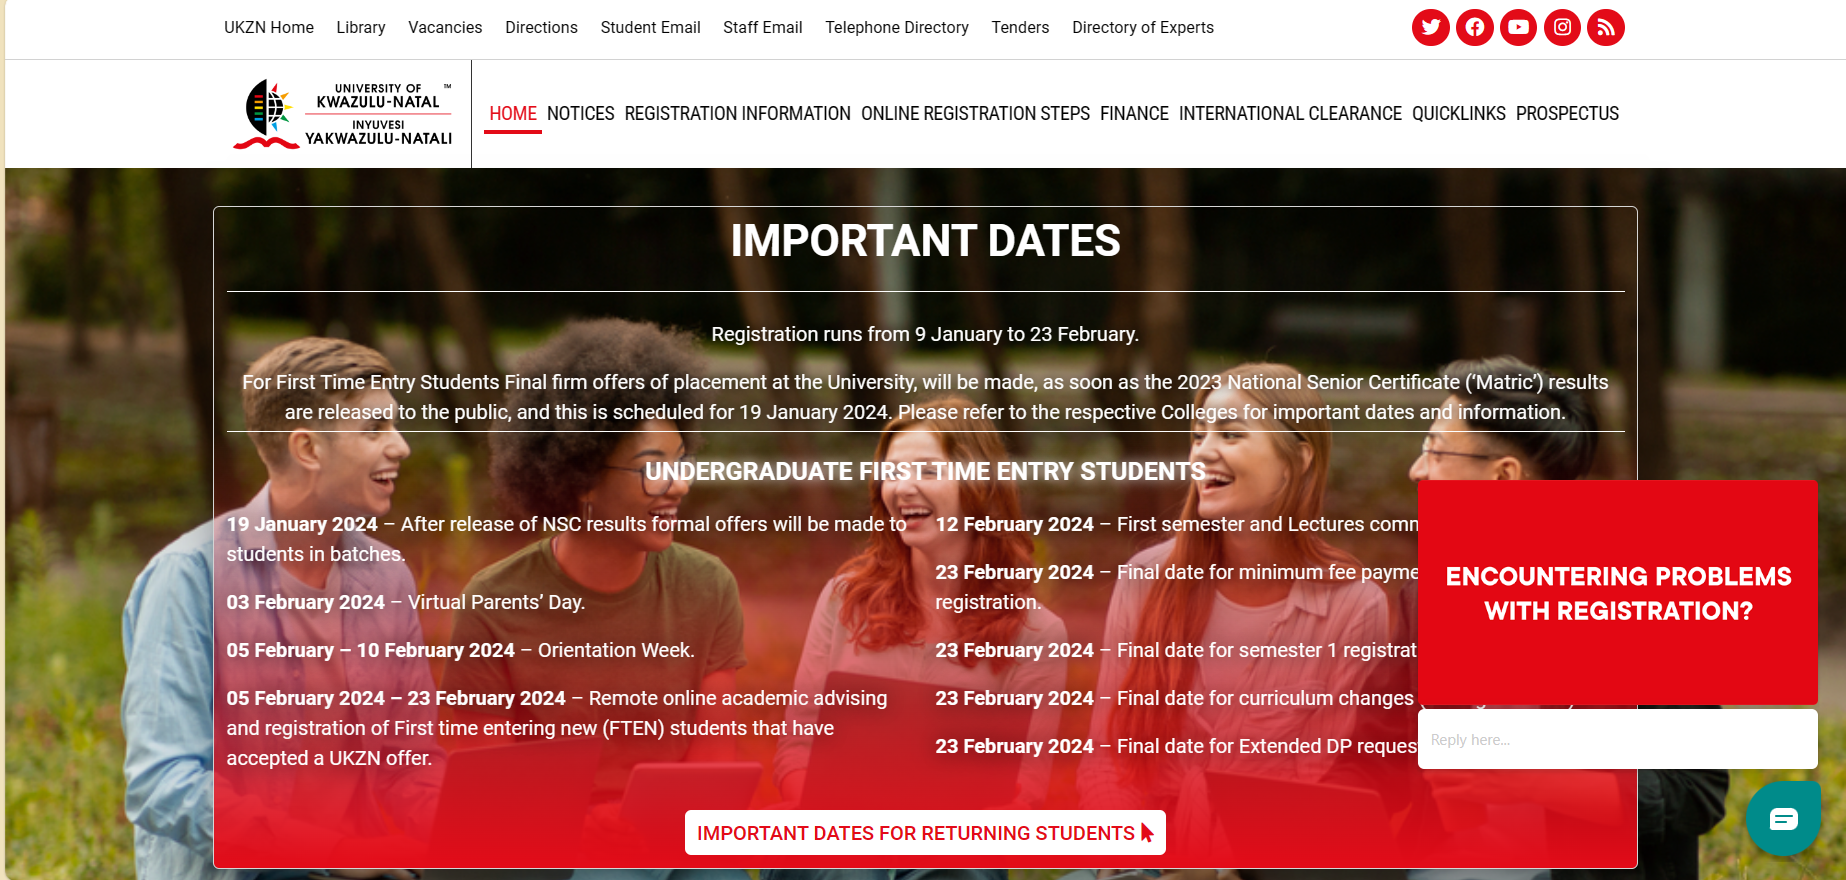 UKZN Home Library Vacancies Directions Student Email Staff Email Telephone Directory Tenders Directory of Experts
UNIVERSITY OF ™
KWAZULU-NATAL
INYUVESI
YAKWAZULU-NATALI
HOME NOTICES REGISTRATION INFORMATION ONLINE REGISTRATION STEPS FINANCE INTERNATIONAL CLEARANCE QUICKLINKS PROSPECTUS
IMPORTANT DATES
Registration runs from 9 January to 23 February.
For First Time Entry Students Final firm offers of placement at the University, will be made, as soon as the 2023 National Senior Certificate (‘Matric’) results
are released to the public, and this is scheduled for 19 January 2024. Please refer to the respective Colleges for important dates and information.
UNDERGRADUATE FIRST TIME ENTRY STUDENTS
19 January 2024 – After release of NSC results formal offers will be made to
students in batches.
03 February 2024 – Virtual Parents’ Day.
05 February – 10 February 2024 – Orientation Week.
05 February 2024 – 23 February 2024 – Remote online academic advising
and registration of First time entering new (FTEN) students that have
accepted a UKZN offer.
12 February 2024 – First semester and Lectures
23 February 2024 – Final date for minimum fee
registration.
23 February 2024 – Final date for semester 1
23 February 2024 – Final date for curriculum changes
23 February 2024 – Final date for Extended DP
ENCOUNTERING PROBLEMS
WITH REGISTRATION?
Reply here...
IMPORTANT DATES FOR RETURNING STUDENTS